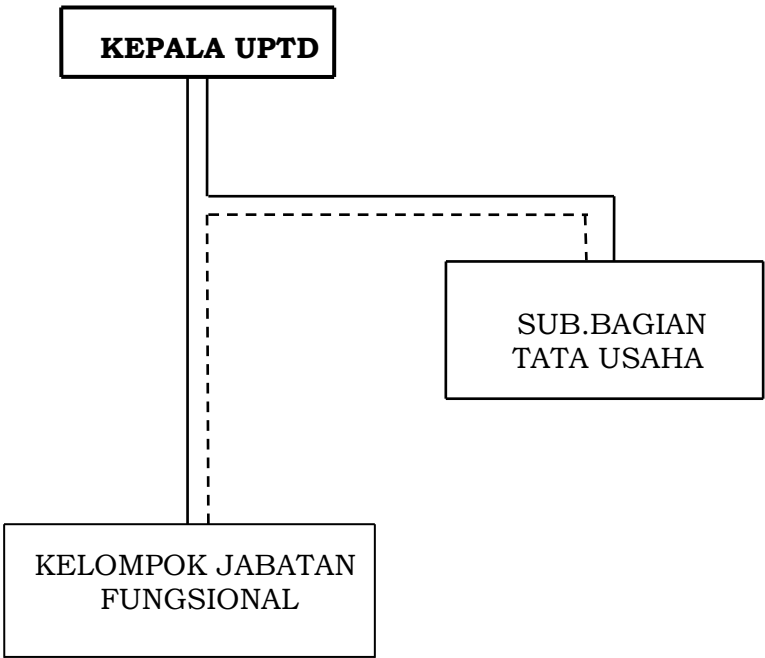 KEPALA UPTD
SUB.BAGIAN
TATA USAHA
KELOMPOK JABATAN
FUNGSIONAL